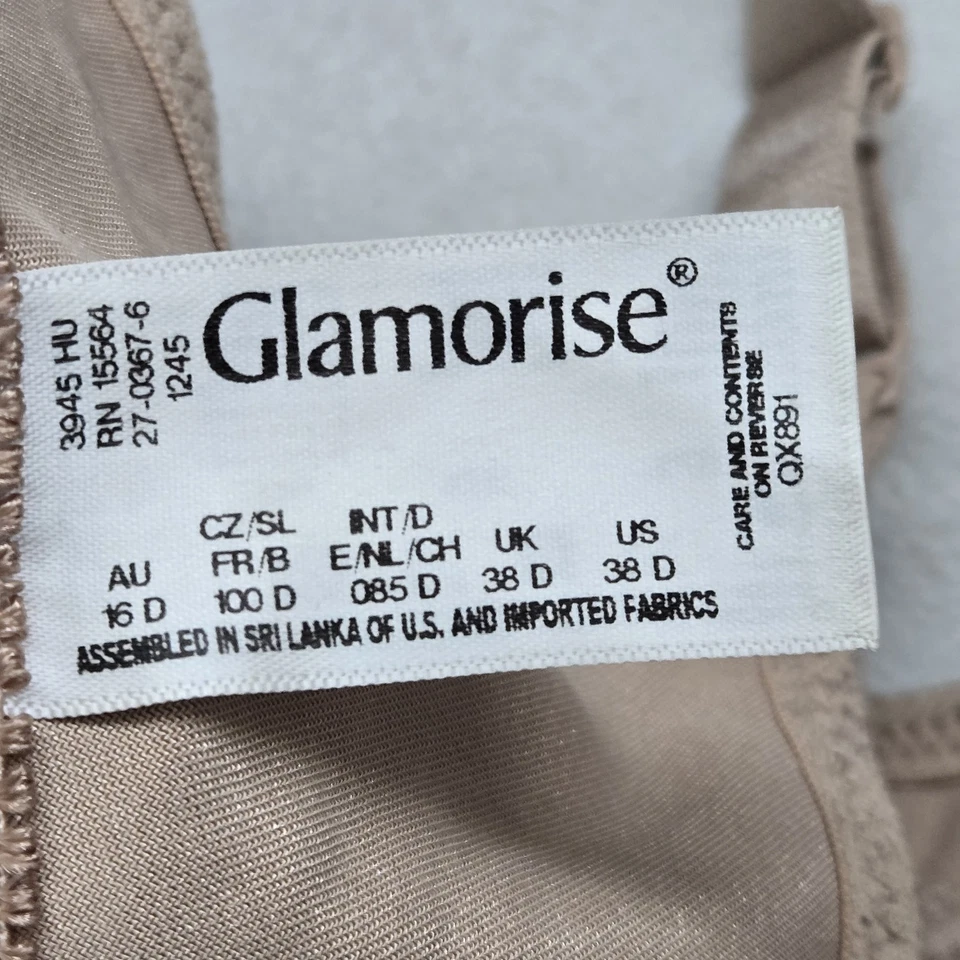 3945 HU
RN 15564
27-0367-6
1245
Glamorise®
CARE AND CONTENTS
ON REVERSE
QX891
AU
16 D
CZ/SL
FR/B
100 D
INT/D
E/NL/CH
085 D
UK
38 D
US
38 D
ASSEMBLED IN SRI LANKA OF U.S. AND IMPORTED FABRICS